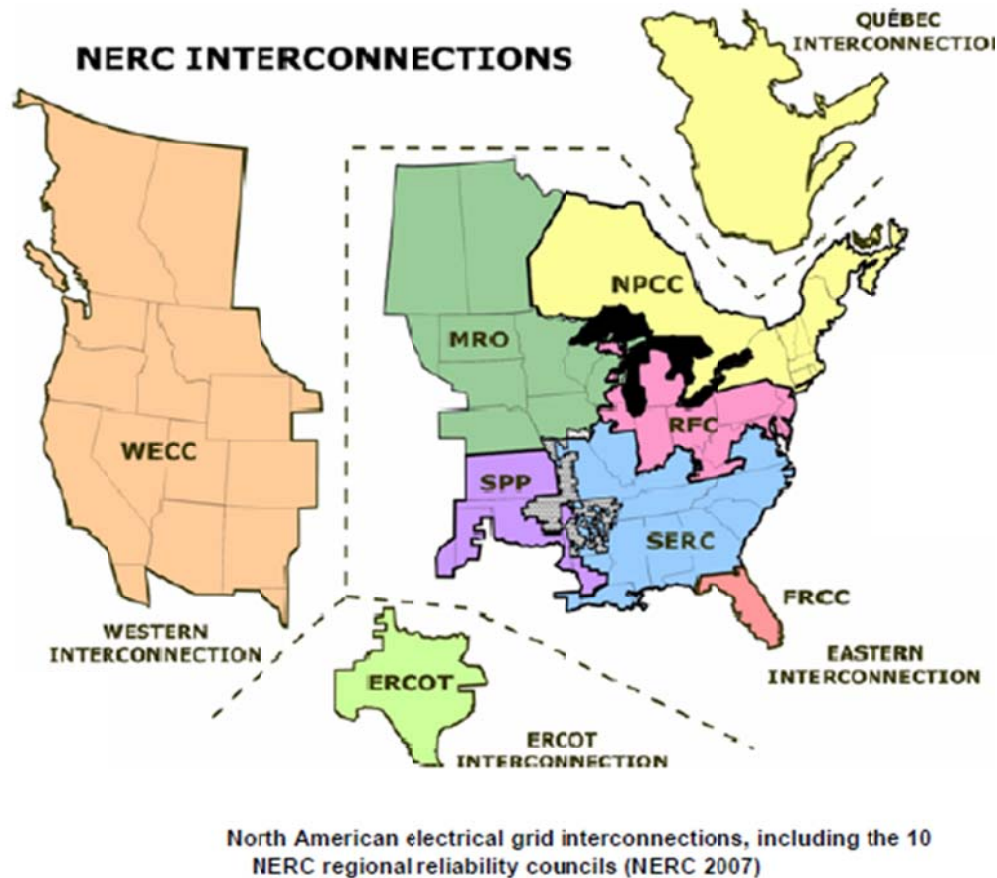 NERC INTERCONNECTIONS
QUÉBEC
INTERCONNECTION
NPCC
MRO
RFC
WECC
SPP
SERC
FRCC
WESTERN
INTERCONNECTION
EASTERN
INTERCONNECTION
ERCOT
ERCOT
INTERCONNECTION
North American electrical grid interconnections, including the 10
NERC regional reliability councils (NERC 2007)